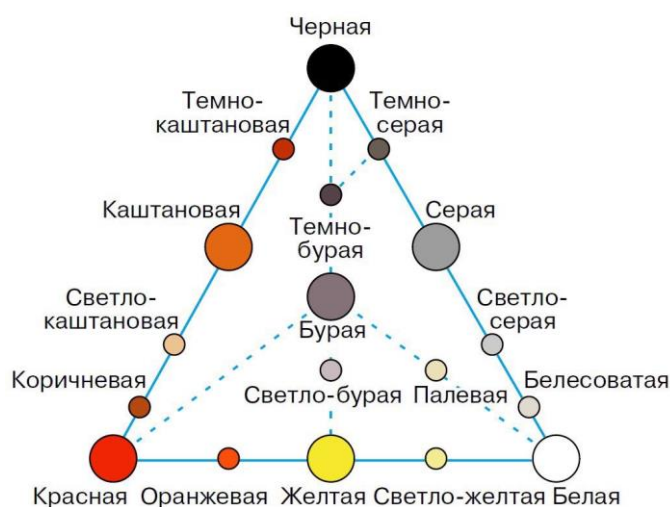 Черная
Темно-
каштановая
Темно-
серая
Каштановая
Темно-
бурая
Серая
Светло-
каштановая
Бурая
Светло-
серая
Коричневая
Светло-бурая
Палевая
Белесоватая
Красная
Оранжевая
Желтая
Светло-желтая
Белая